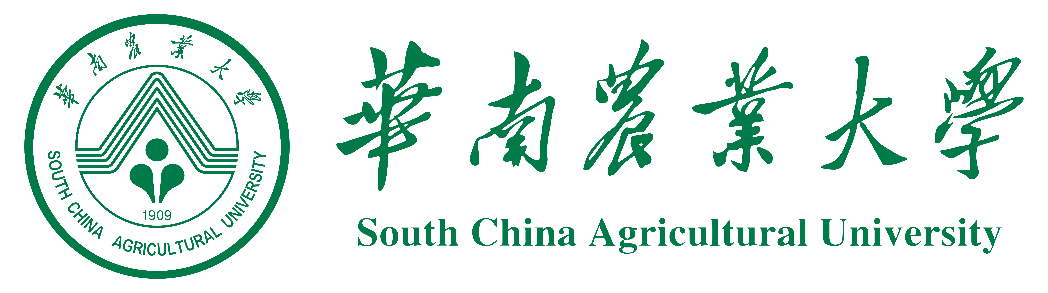 華南農業大學
SOUTH CHINA AGRICULTURAL UNIVERSITY
1909
華南農業大學
South China Agricultural University